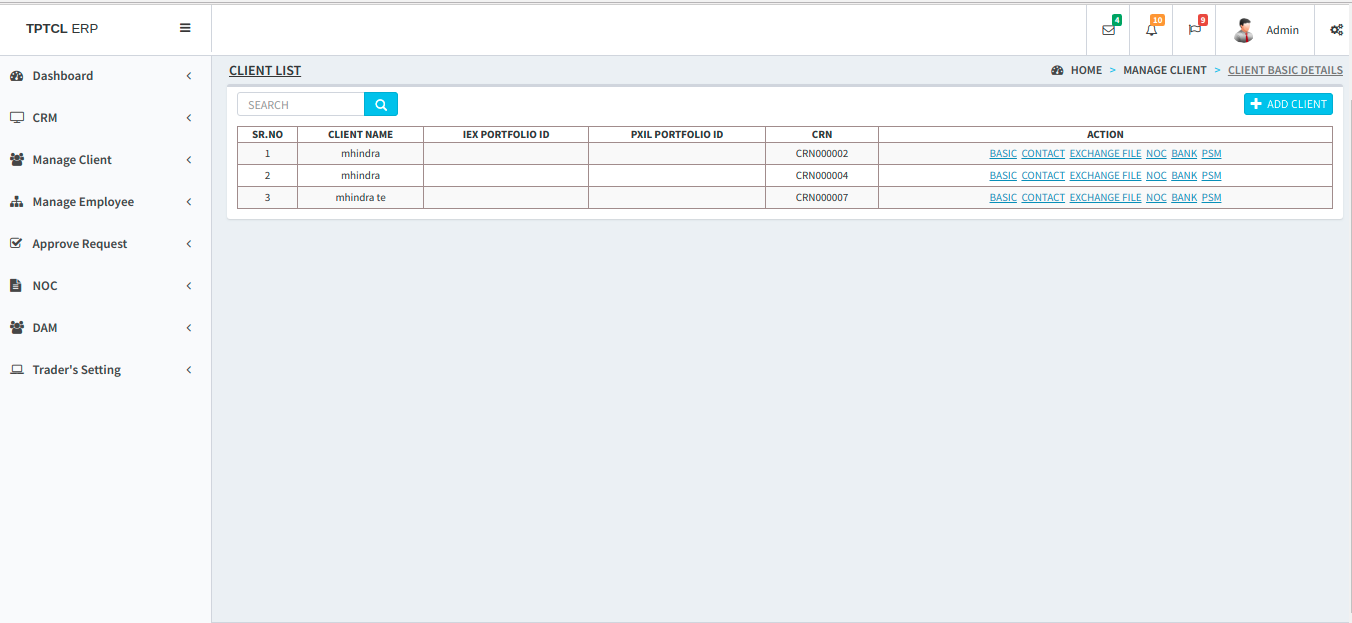 TPTCL ERP
4
10
9
Admin
Dashboard
CRM
Manage Client
Manage Employee
Approve Request
NOC
DAM
Trader's Setting
CLIENT LIST
HOME > MANAGE CLIENT > CLIENT BASIC DETAILS
SEARCH
ADD CLIENT
SR.NO CLIENT NAME IEX PORTFOLIO ID PXIL PORTFOLIO ID CRN ACTION
1 mhindra CRN000002 BASIC CONTACT EXCHANGE FILE NOC BANK PSM
2 mhindra CRN000004 BASIC CONTACT EXCHANGE FILE NOC BANK PSM
3 mhindra te CRN000007 BASIC CONTACT EXCHANGE FILE NOC BANK PSM